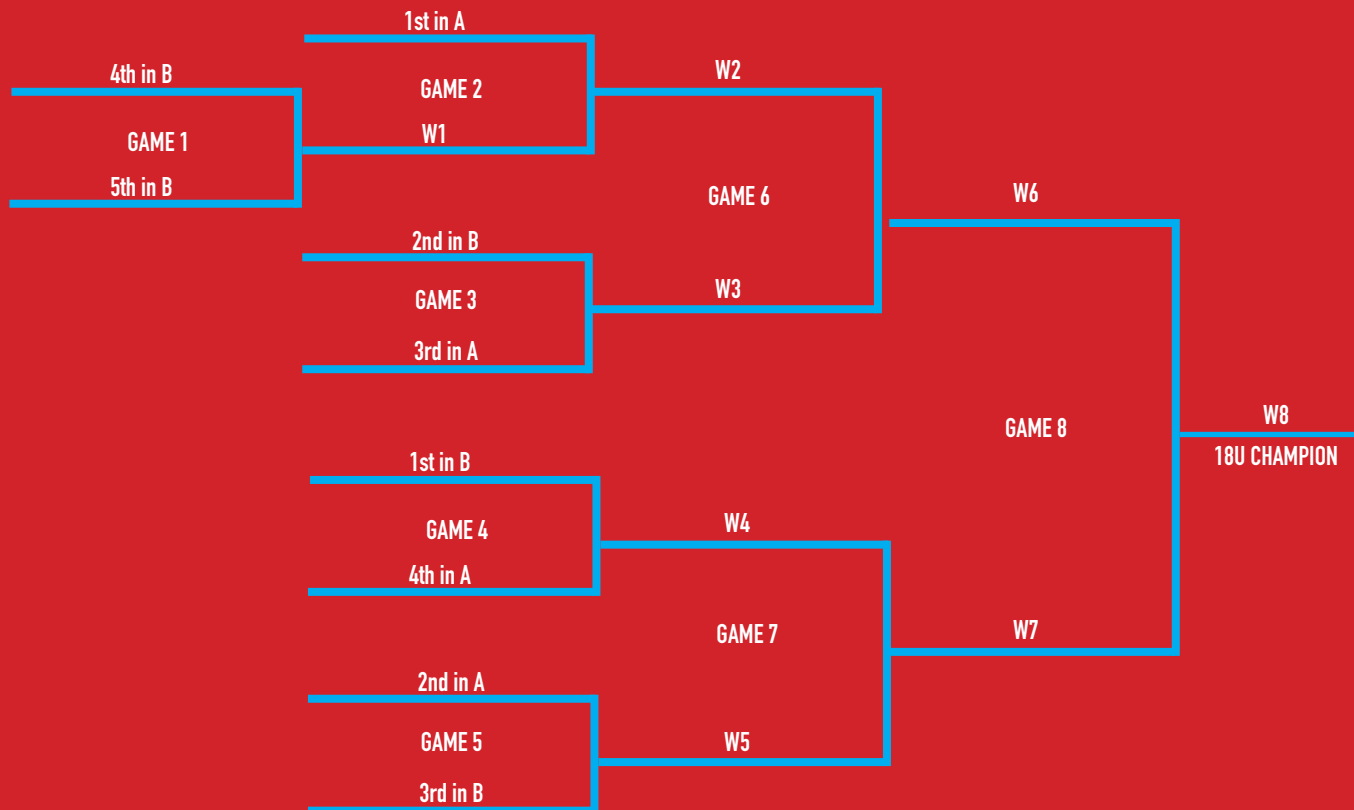 1st in A
4th in B
GAME 2
W2
GAME 1
W1
5th in B
GAME 6
W6
2nd in B
GAME 3
W3
3rd in A
W8
GAME 8
18U CHAMPION
1st in B
GAME 4
W4
4th in A
GAME 7
W7
2nd in A
GAME 5
W5
3rd in B